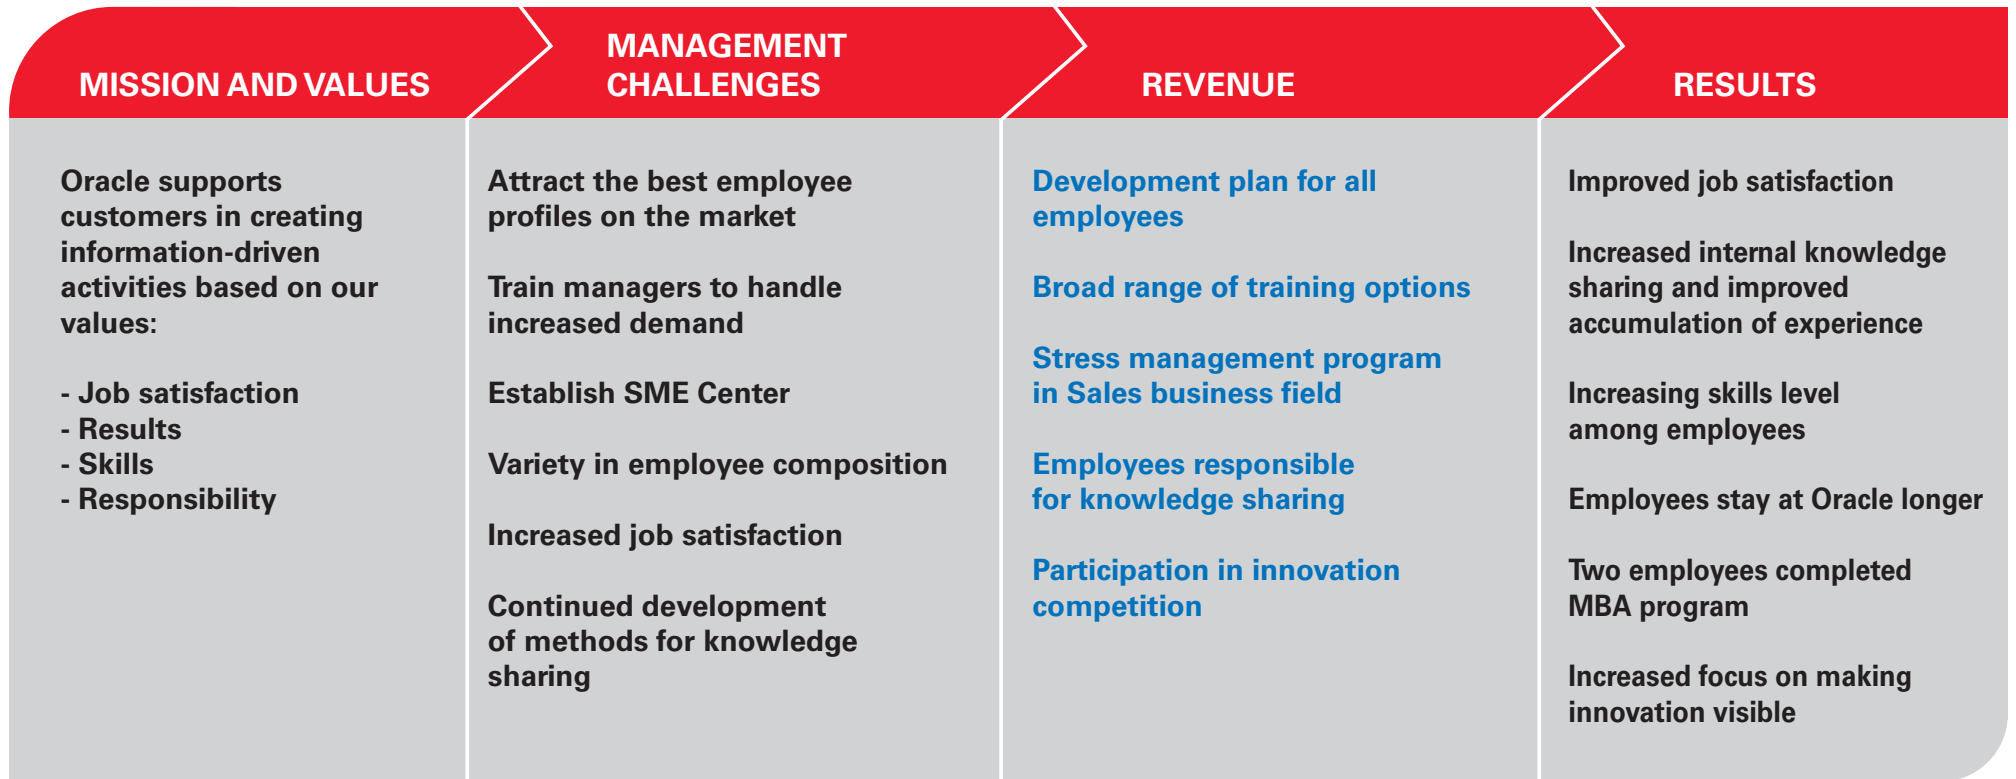 MISSION AND VALUES
Oracle supports
customers in creating
information-driven
activities based on our
values:
- Job satisfaction
- Results
- Skills
- Responsibility
MANAGEMENT
CHALLENGES
Attract the best employee
profiles on the market
Train managers to handle
increased demand
Establish SME Center
Variety in employee composition
Increased job satisfaction
Continued development
of methods for knowledge
sharing
REVENUE
Development plan for all
employees
Broad range of training options
Stress management program
in Sales business field
Employees responsible
for knowledge sharing
Participation in innovation
competition
RESULTS
Improved job satisfaction
Increased internal knowledge
sharing and improved
accumulation of experience
Increasing skills level
among employees
Employees stay at Oracle longer
Two employees completed
MBA program
Increased focus on making
innovation visible